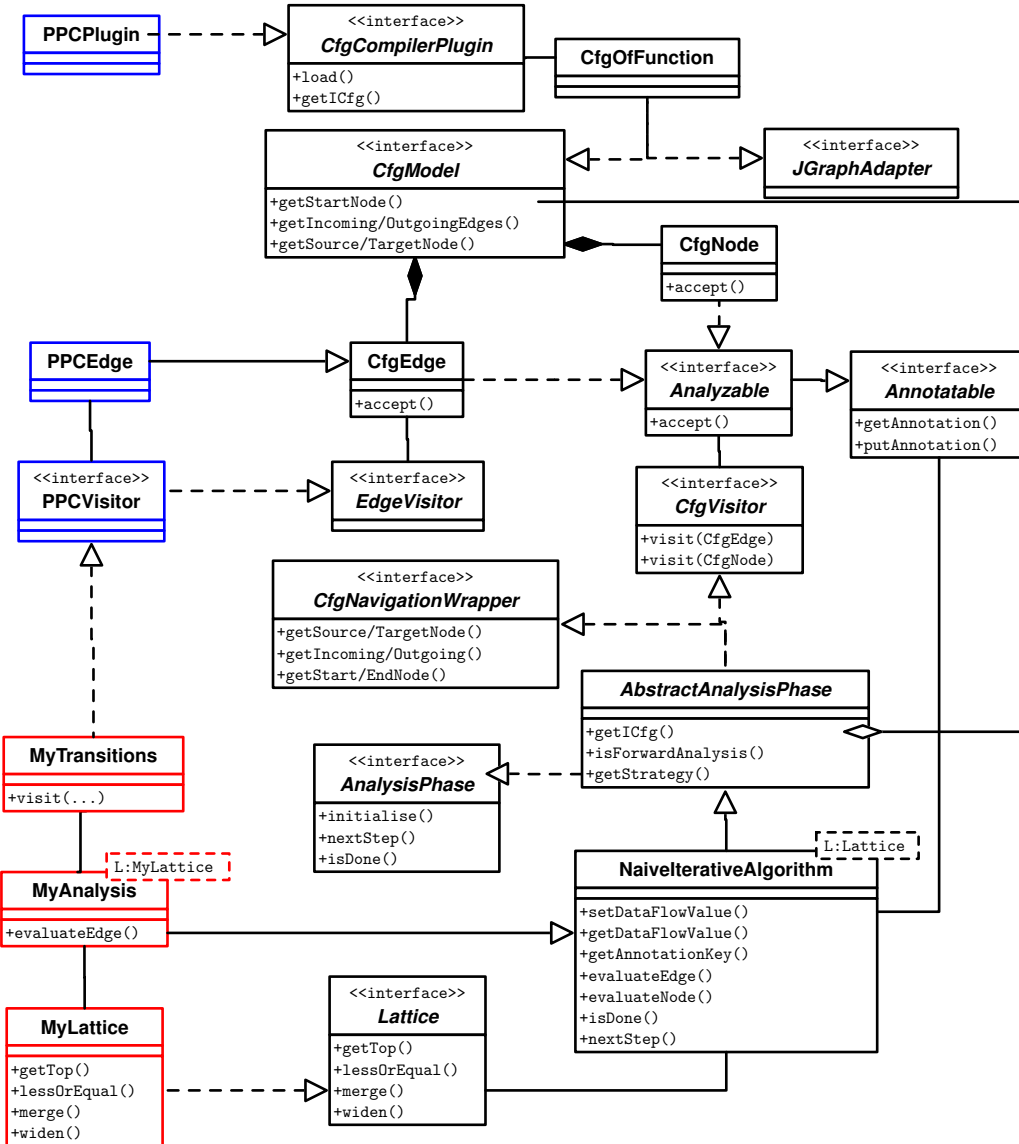 PPCPlugin
<<interface>>
CfgCompilerPlugin
+load()
+getICfg()
CfgOfFunction
<<interface>>
CfgModel
+getStartNode()
+getIncoming/OutgoingEdges()
+getSource/TargetNode()
<<interface>>
JGraphAdapter
CfgNode
+accept()
PPCEdge
CfgEdge
+accept()
<<interface>>
Analyzable
+accept()
<<interface>>
Annotatable
+getAnnotation()
+putAnnotation()
<<interface>>
PPCVisitor
<<interface>>
EdgeVisitor
<<interface>>
CfgVisitor
+visit(CfgEdge)
+visit(CfgNode)
<<interface>>
CfgNavigationWrapper
+getSource/TargetNode()
+getIncoming/Outgoing()
+getStart/EndNode()
AbstractAnalysisPhase
+getICfg()
+isForwardAnalysis()
+getStrategy()
MyTransitions
+visit(...)
<<interface>>
AnalysisPhase
+initialise()
+nextStep()
+isDone()
L:MyLattice
MyAnalysis
+evaluateEdge()
L:Lattice
NaiveIterativeAlgorithm
+setDataFlowValue()
+getDataFlowValue()
+getAnnotationKey()
+evaluateEdge()
+evaluateNode()
+isDone()
+nextStep()
MyLattice
+getTop()
+lessOrEqual()
+merge()
+widen()
<<interface>>
Lattice
+getTop()
+lessOrEqual()
+merge()
+widen()